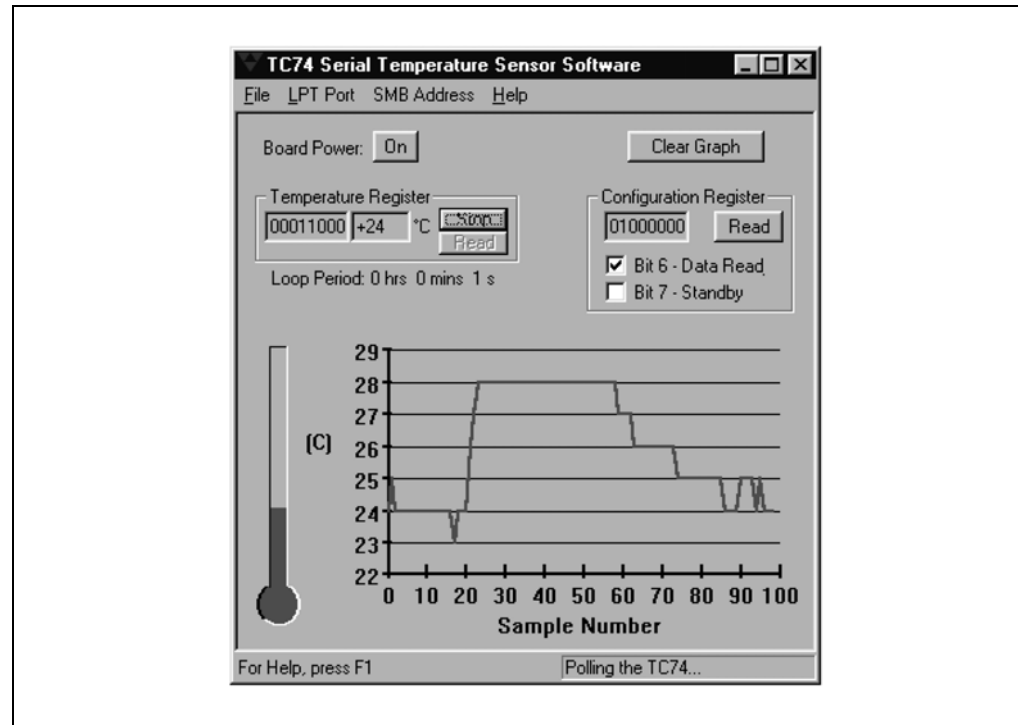 TC74 Serial Temperature Sensor Software
File LPT Port SMB Address Help
Board Power: On Clear Graph
Temperature Register Configuration Register
00011000 +24 °C Stop 01000000 Read
Read
Bit 6 - Data Ready
Loop Period: 0 hrs 0 mins 1 s
Bit 7 - Standby
29
28
27
(C) 26
25
24
23
22
0 10 20 30 40 50 60 70 80 90 100
Sample Number
For Help, press F1 Polling the TC74...